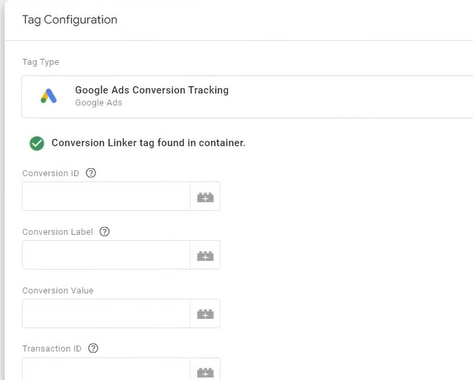 Tag Configuration
Tag Type
Google Ads Conversion Tracking
Google Ads
Conversion Linker tag found in container.
Conversion ID
Conversion Label
Conversion Value
Transaction ID